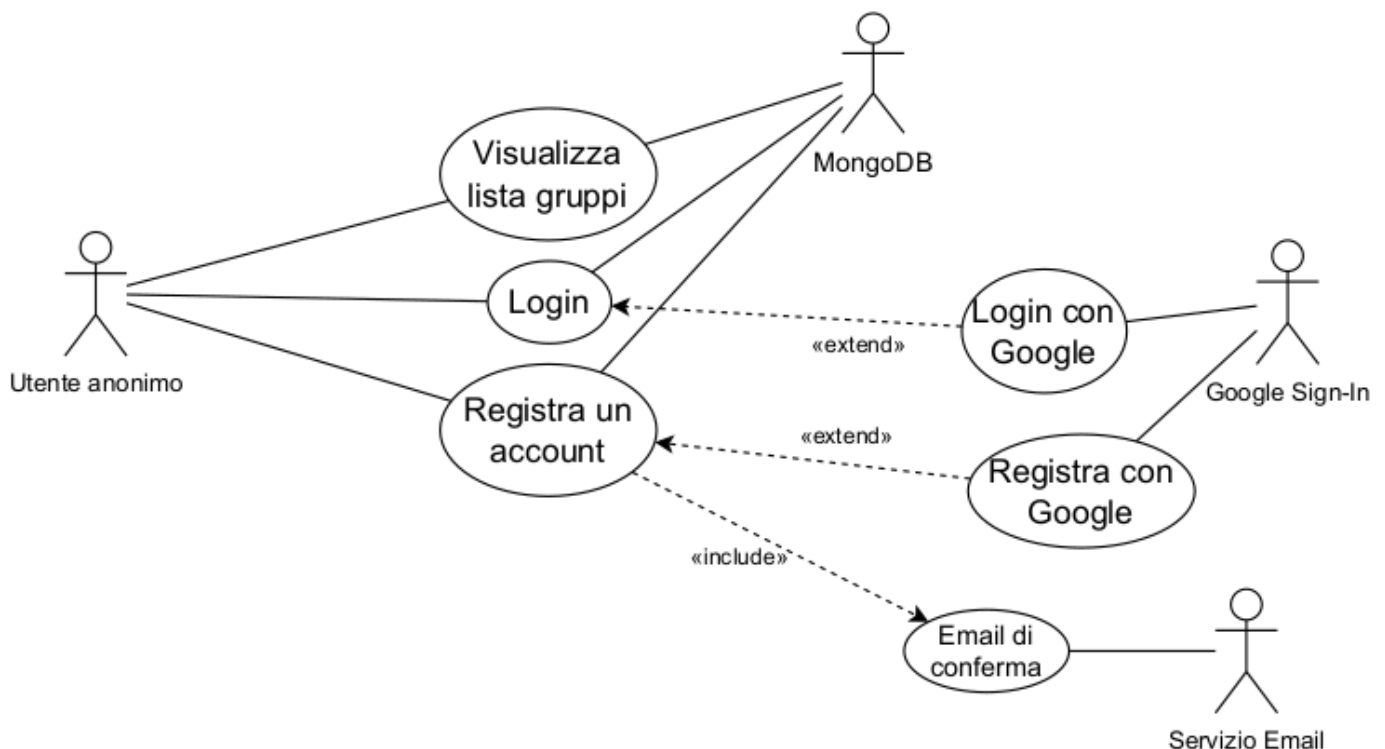 MongoDB
Visualizza
lista gruppi
Utente anonimo
Login
«extend»
Login con
Google
Google Sign-In
Registra un
account
«extend»
Registra con
Google
«include»
Email di
conferma
Servizio Email